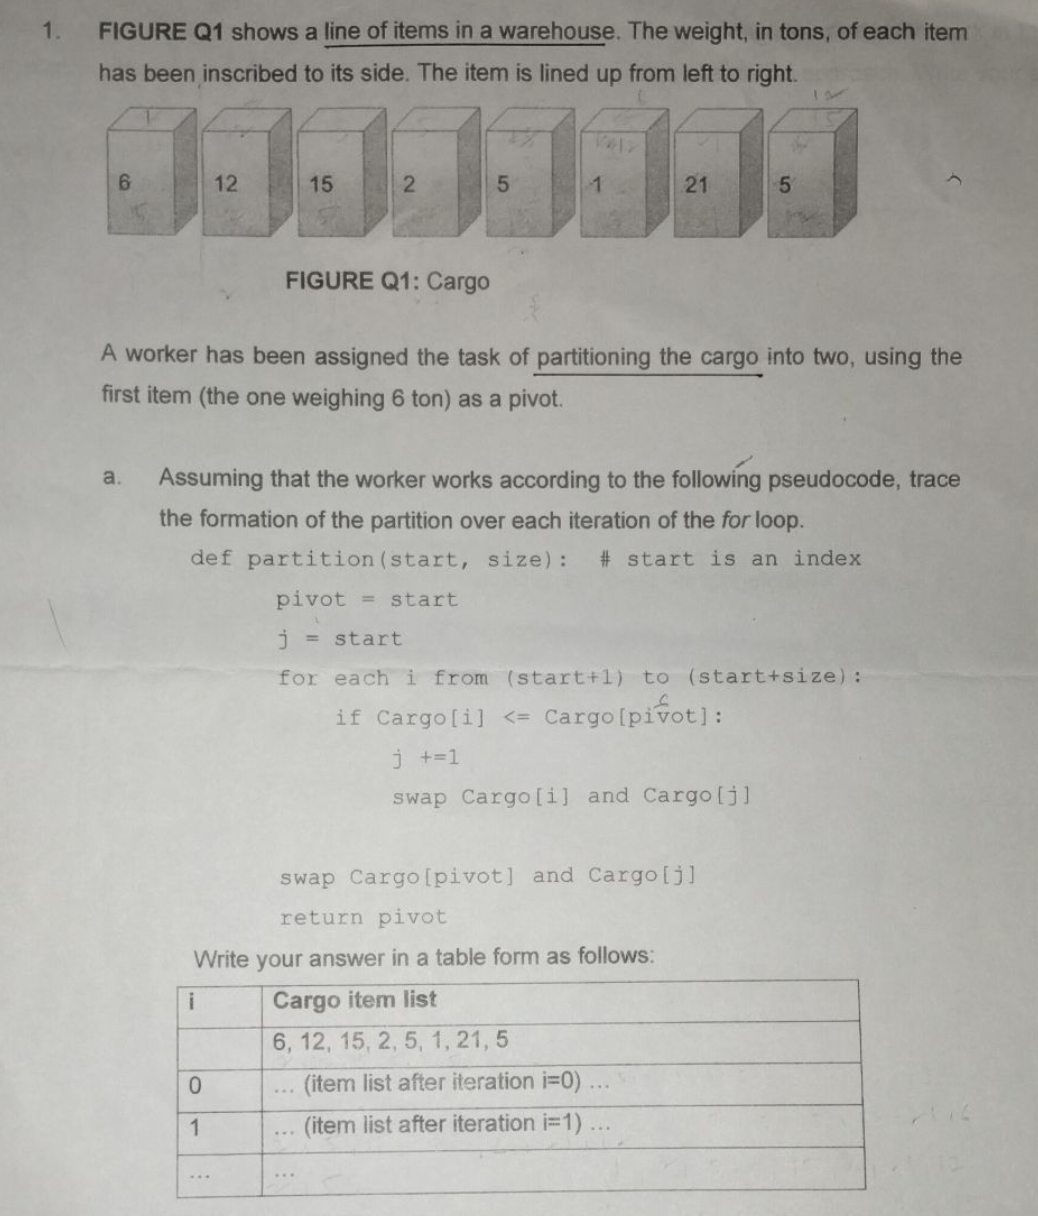 1. FIGURE Q1 shows a line of items in a warehouse. The weight, in tons, of each item
has been inscribed to its side. The item is lined up from left to right.
6 12 15 2 5 1 21 5
FIGURE Q1: Cargo
A worker has been assigned the task of partitioning the cargo into two, using the
first item (the one weighing 6 ton) as a pivot.
a. Assuming that the worker works according to the following pseudocode, trace
the formation of the partition over each iteration of the for loop.
def partition(start, size): # start is an index
pivot = start
j = start
for each i from (start+1) to (start+size):
if Cargo[i] <= Cargo[pivot]:
j +=1
swap Cargo[i] and Cargo[j]
swap Cargo[pivot] and Cargo[j]
return pivot
Write your answer in a table form as follows:
i Cargo item list
6, 12, 15, 2, 5, 1, 21, 5
0 ... (item list after iteration i=0) ...
1 ... (item list after iteration i=1) ...
... ...